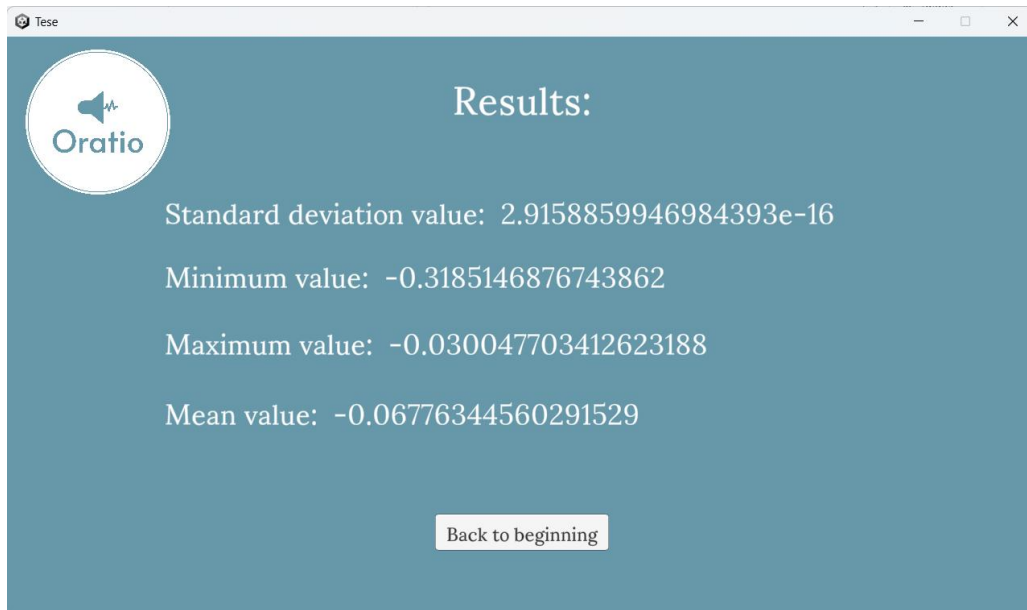 Tese
Oratio
Results:
Standard deviation value: 2.9158859946984393e-16
Minimum value: -0.3185146876743862
Maximum value: -0.030047703412623188
Mean value: -0.06776344560291529
Back to beginning